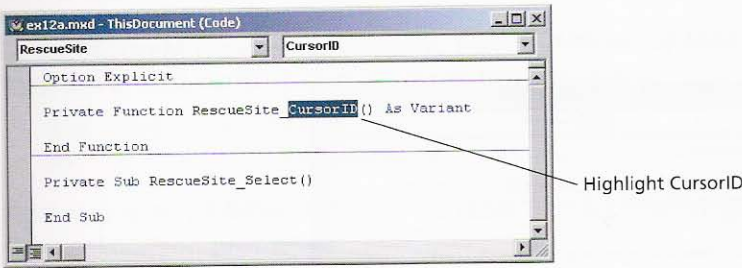 ex12a.mxd - ThisDocument (Code)
RescueSite CursorID
Option Explicit
Private Function RescueSite_CursorID() As Variant
End Function
Private Sub RescueSite_Select()
End Sub
Highlight CursorID